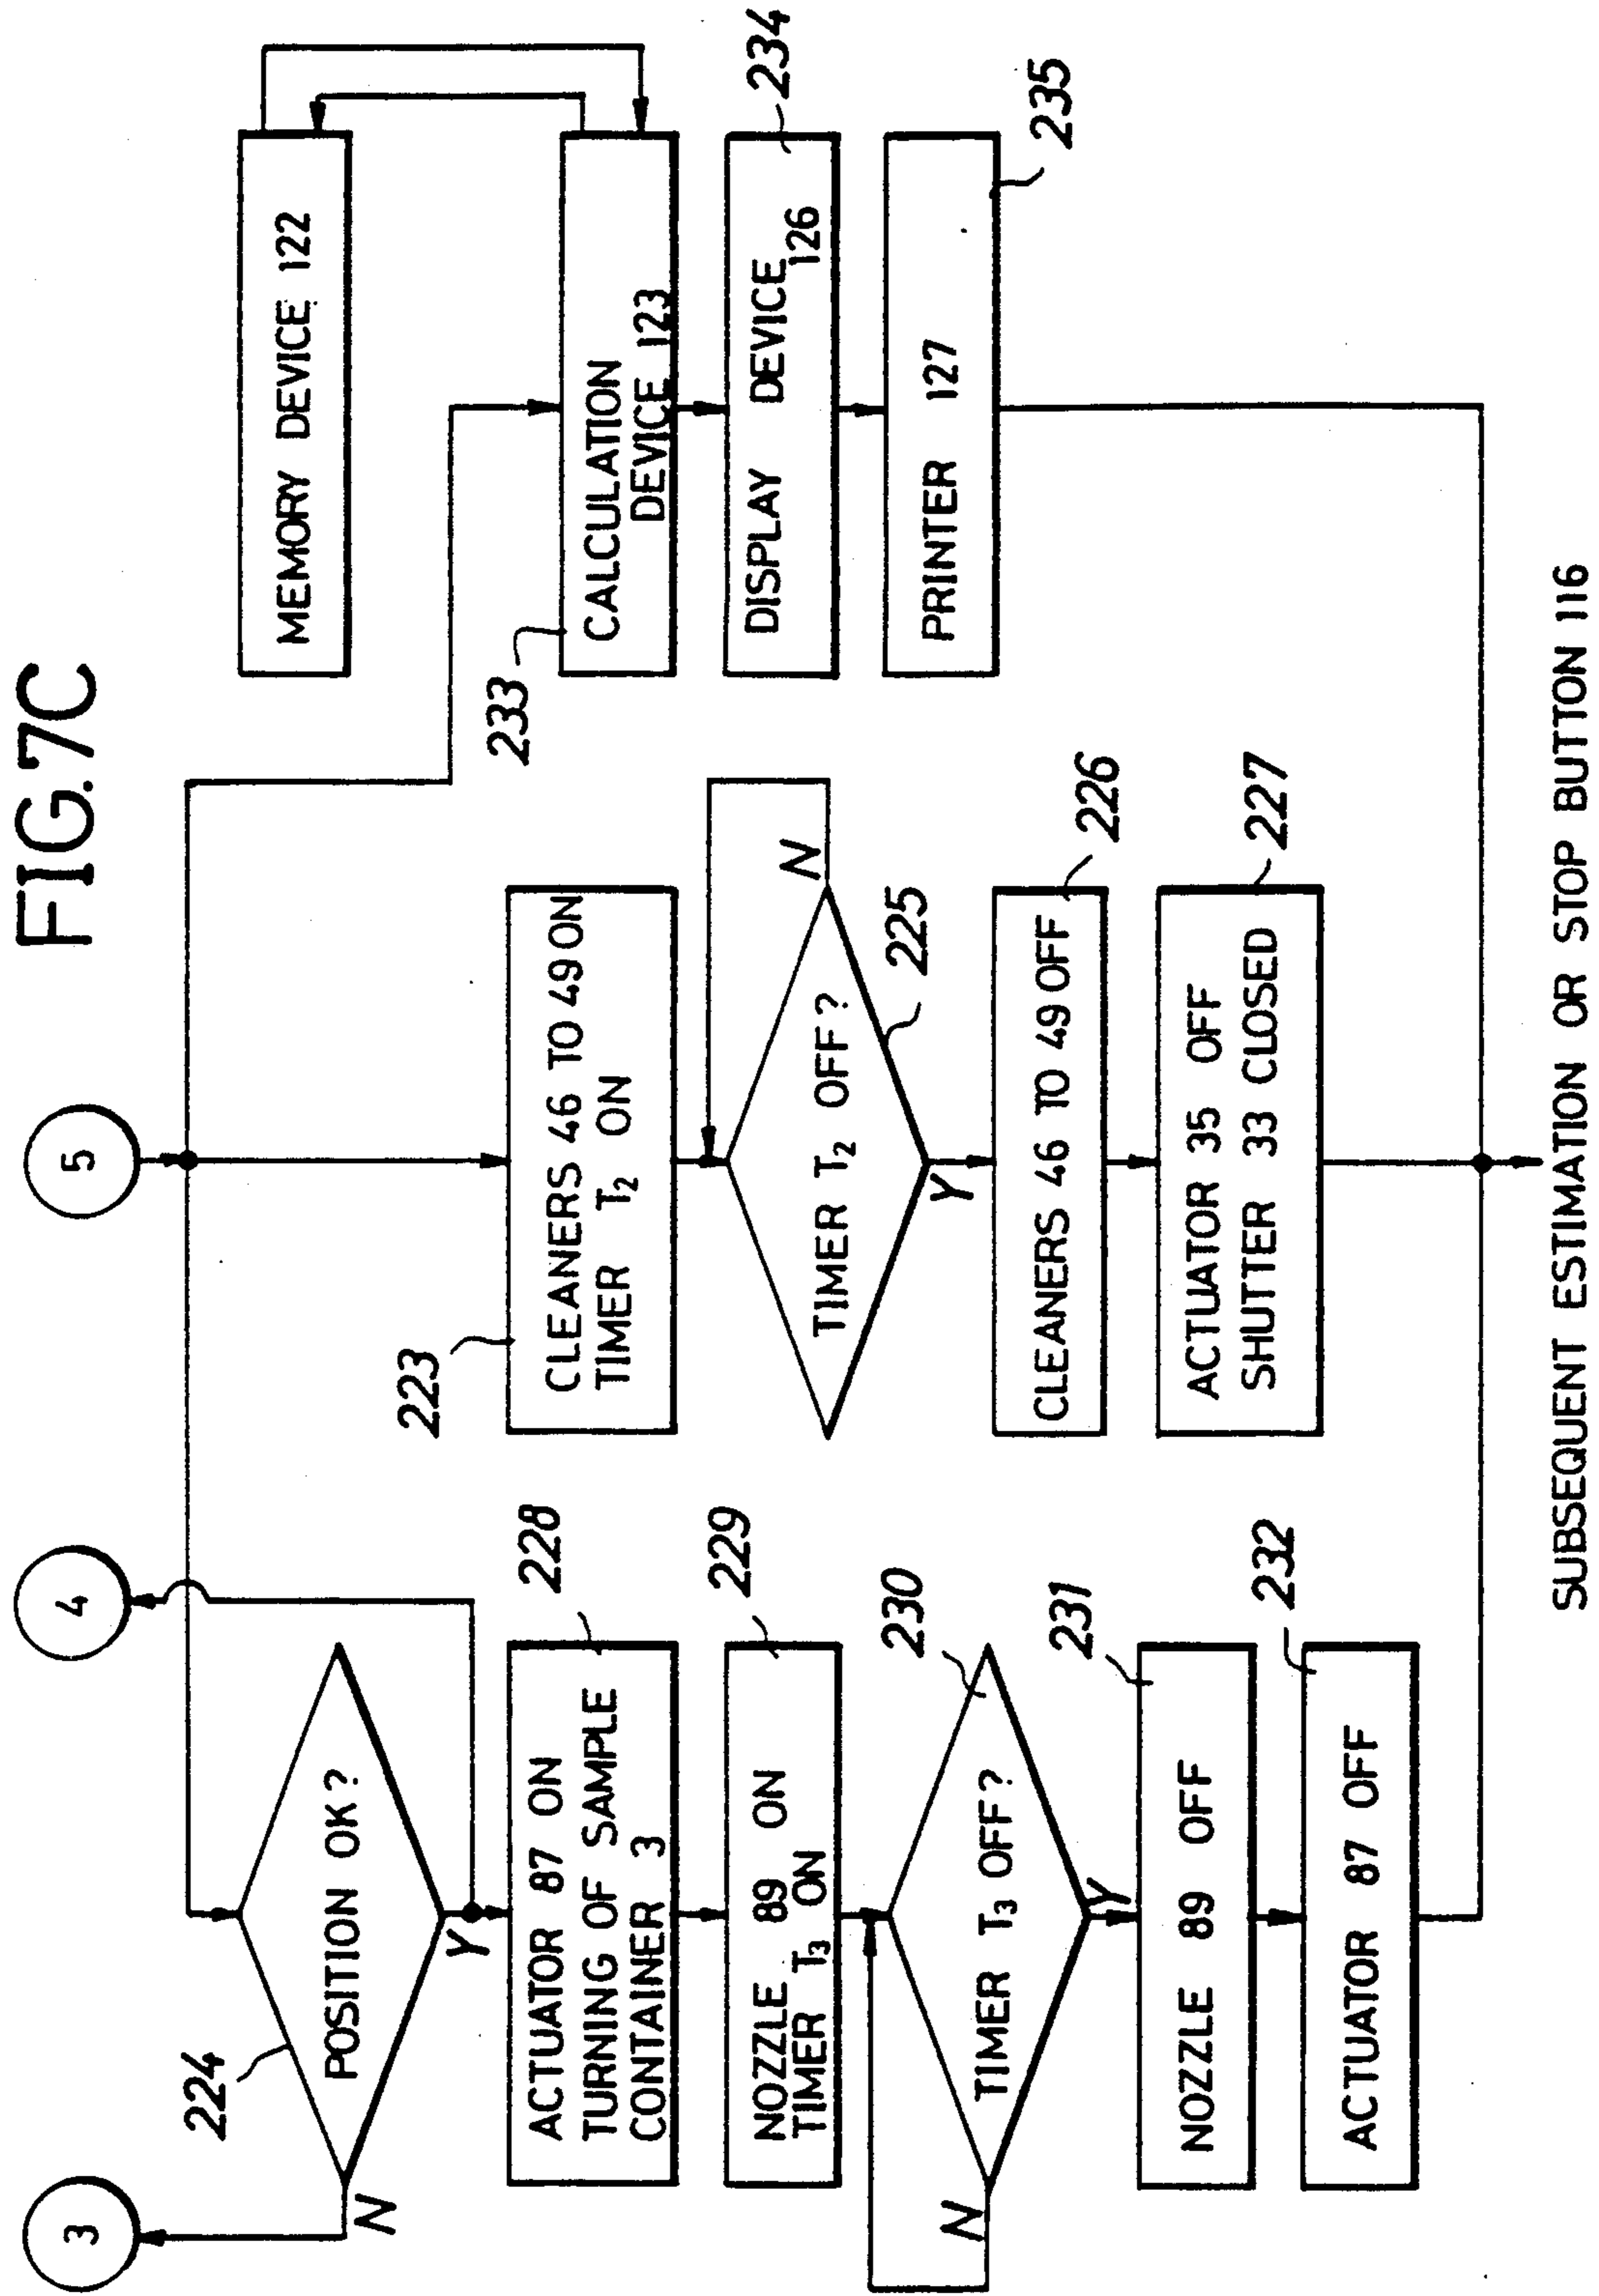 FIG.7C
3
4
5
224
POSITION OK?
N
Y
228
ACTUATOR 87 ON
TURNING OF SAMPLE
CONTAINER 3
229
NOZZLE 89 ON
TIMER T3 ON
230
TIMER T3 OFF?
N
Y
231
NOZZLE 89 OFF
232
ACTUATOR 87 OFF
223
CLEANERS 46 TO 49 ON
TIMER T2 ON
225
TIMER T2 OFF?
N
Y
226
CLEANERS 46 TO 49 OFF
227
ACTUATOR 35 OFF
SHUTTER 33 CLOSED
MEMORY DEVICE 122
233
CALCULATION
DEVICE 123
234
DISPLAY DEVICE
126
235
PRINTER 127
SUBSEQUENT ESTIMATION OR STOP BUTTON 116